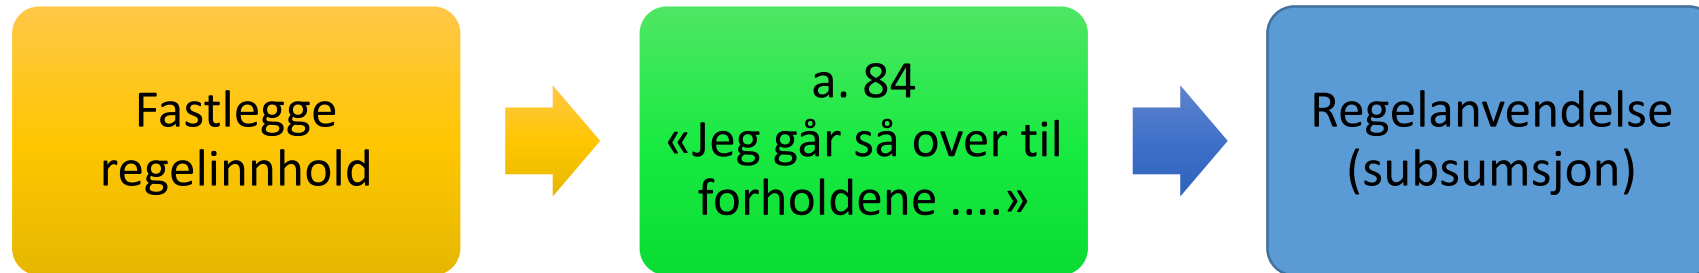 Fastlegge
regelinnhold
a. 84
«Jeg går så over til
forholdene ....»
Regelanvendelse
(subsumsjon)